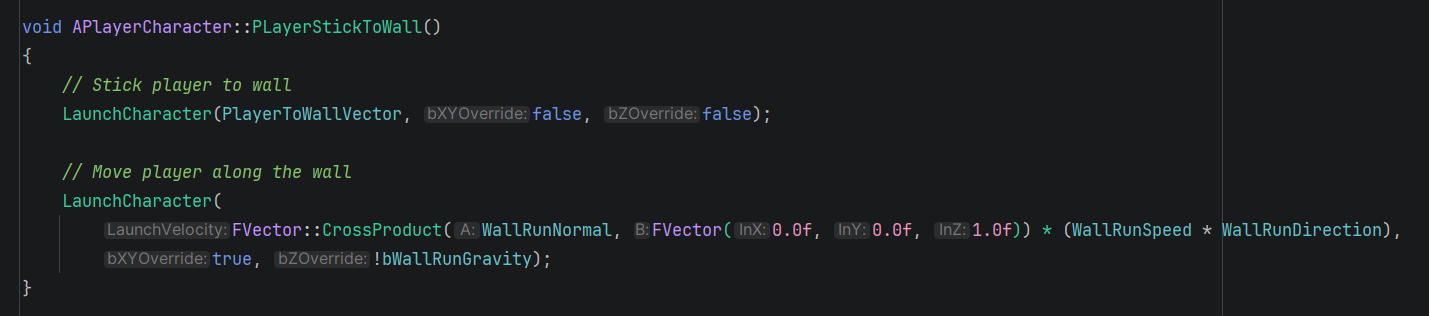 void APlayerCharacter::PLayerStickToWall()
{
// Stick player to wall
LaunchCharacter(PlayerToWallVector, bXYOverride: false, bZOverride: false);
// Move player along the wall
LaunchCharacter(
LaunchVelocity: FVector::CrossProduct( A: WallRunNormal, B: FVector( InX: 0.0f, InY: 0.0f, InZ: 1.0f)) * (WallRunSpeed * WallRunDirection),
bXYOverride: true, bZOverride: !bWallRunGravity);
}